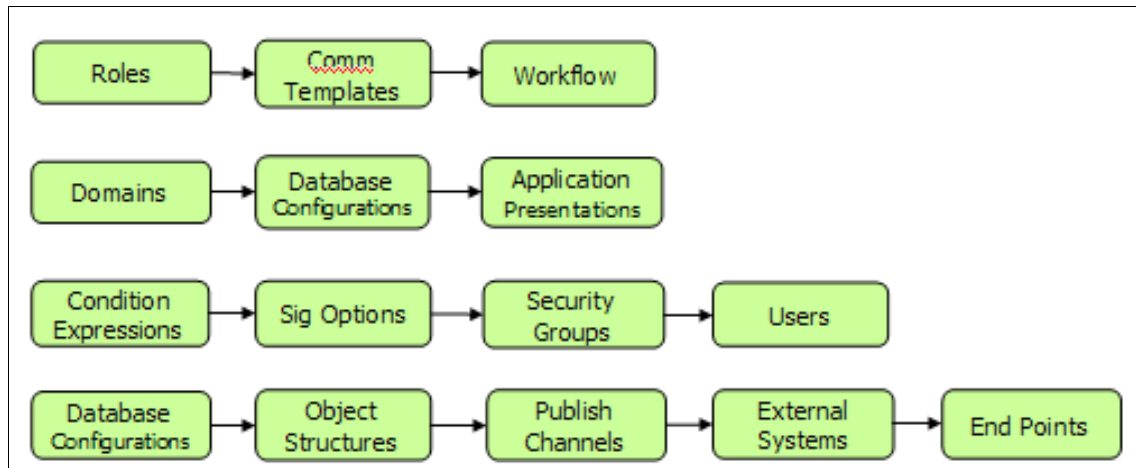 Roles
Comm
Templates
Workflow
Domains
Database
Configurations
Application
Presentations
Condition
Expressions
Sig Options
Security
Groups
Users
Database
Configurations
Object
Structures
Publish
Channels
External
Systems
End Points